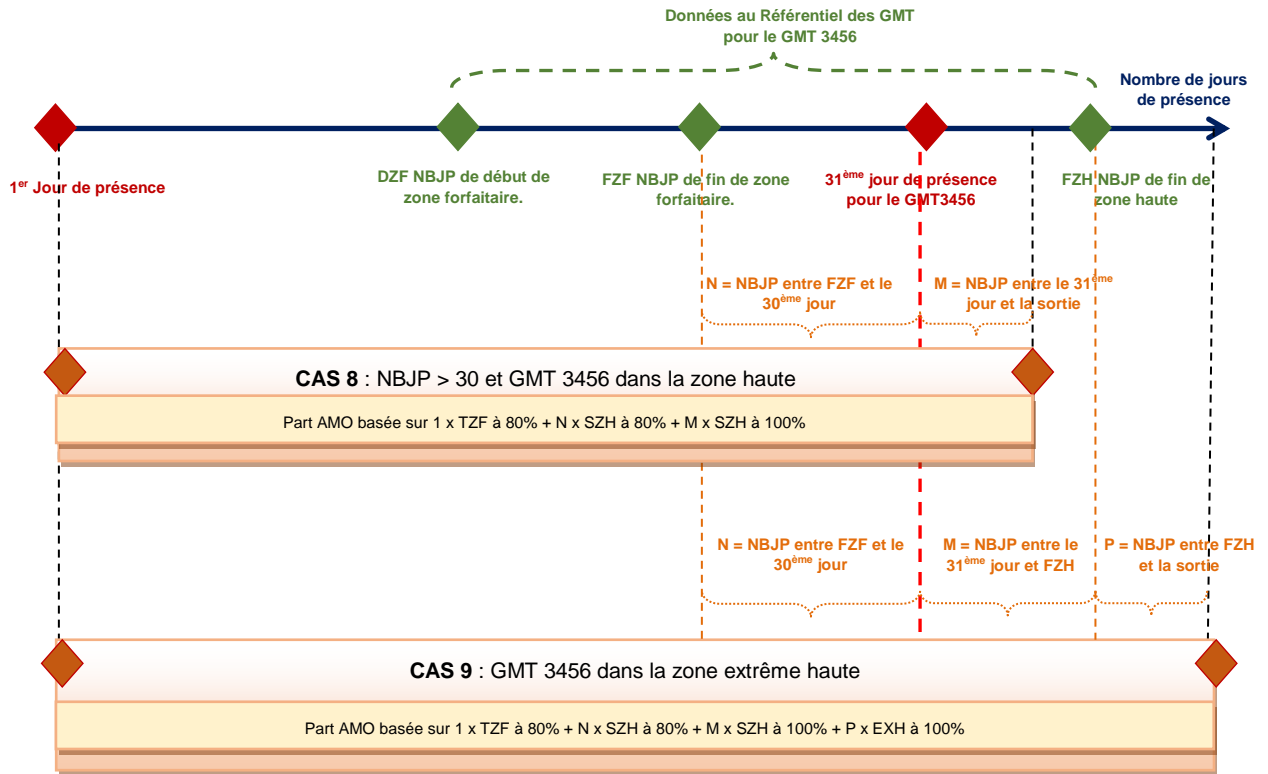 Données au Référentiel des GMT
pour le GMT 3456
Nombre de jours
de présence
1er Jour de présence
DZF NBJP de début de
zone forfaitaire.
FZF NBJP de fin de zone
forfaitaire.
31ème jour de présence
pour le GMT3456
FZH NBJP de fin de
zone haute
N = NBJP entre FZF et le
30ème jour
M = NBJP entre le 31ème
jour et la sortie
CAS 8 : NBJP > 30 et GMT 3456 dans la zone haute
Part AMO basée sur 1 x TZF à 80% + N x SZH à 80% + M x SZH à 100%
N = NBJP entre FZF et le
30ème jour
M = NBJP entre le
31ème jour et FZH
P = NBJP entre FZH
et la sortie
CAS 9 : GMT 3456 dans la zone extrême haute
Part AMO basée sur 1 x TZF à 80% + N x SZH à 80% + M x SZH à 100% + P x EXH à 100%